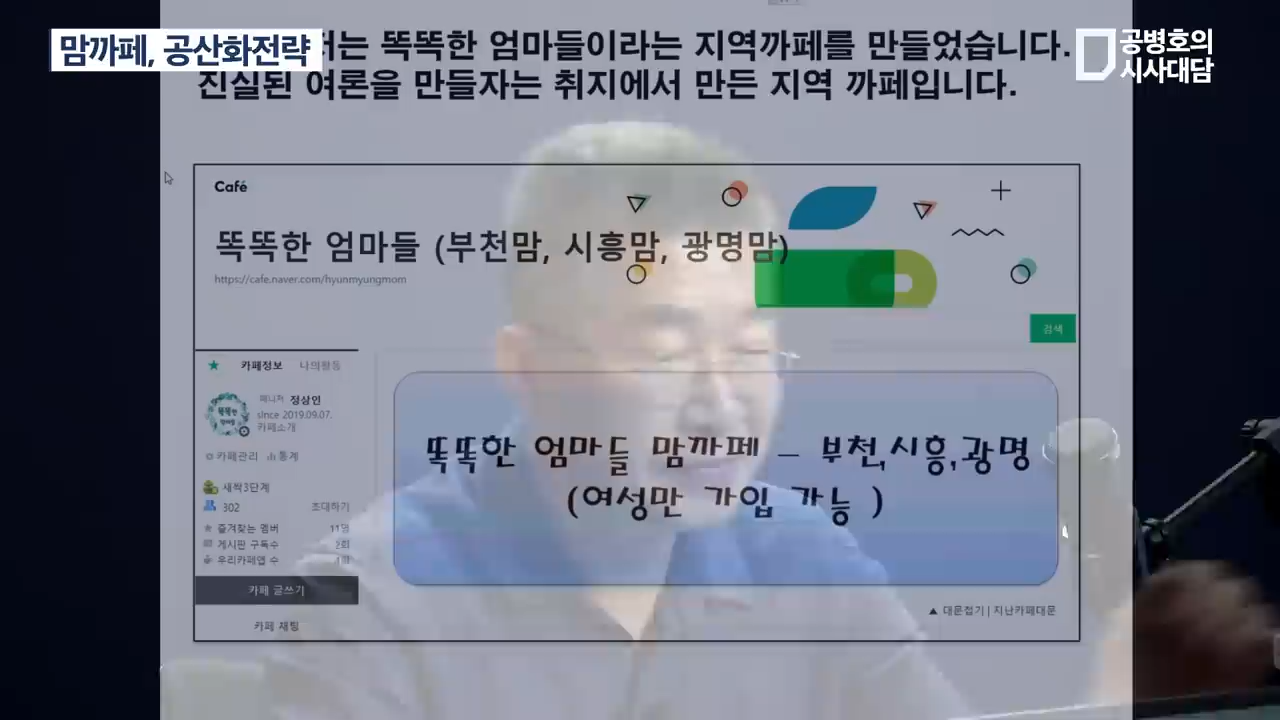 맘까페, 공산화전략
저는 똑똑한 엄마들이라는 지역까페를 만들었습니다.
진실된 여론을 만들자는 취지에서 만든 지역 까페입니다.
공병호의
시사대담
Café
똑똑한 엄마들 (부천맘, 시흥맘, 광명맘)
https://cafe.naver.com/hyunmyungmom
검색
카페정보 나의활동
매니저 정상인
since 2019.09.07.
카페소개
카페관리 통계
새싹3단계
302 초대하기
즐겨찾는 멤버 11명
게시판 구독수 2회
우리카페앱 수
카페 글쓰기
카페 채팅
똑똑한 엄마들 맘까페 – 부천,시흥,광명
(여성만 가입 가능 )
▲ 대문접기 | 지난카페대문